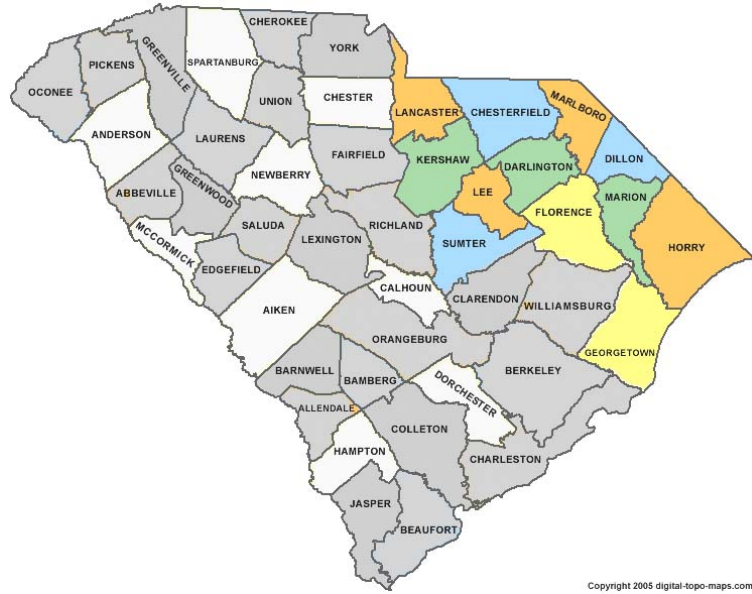 CHEROKEE
YORK
GREENVILLE
SPARTANBURG
PICKENS
OCONEE
UNION
CHESTER
LANCASTER
CHESTERFIELD
MARLBORO
ANDERSON
LAURENS
FAIRFIELD
KERSHAW
DARLINGTON
DILLON
NEWBERRY
ABBEVILLE
GREENWOOD
LEE
MARION
FLORENCE
SALUDA
LEXINGTON
RICHLAND
SUMTER
HORRY
MCCORMICK
EDGEFIELD
CALHOUN
CLARENDON
WILLIAMSBURG
AIKEN
ORANGEBURG
GEORGETOWN
BARNWELL
BAMBERG
DORCHESTER
BERKELEY
ALLENDALE
COLLETON
HAMPTON
CHARLESTON
JASPER
BEAUFORT
Copyright 2005 digital-topo-maps.com